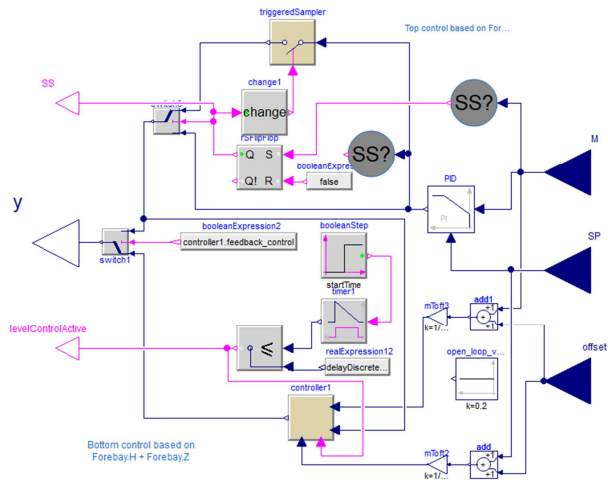 triggeredSampler
Top control based on For...
SS
change1
change
SS?
rSFlipFlop
Q S
Q! R
SS?
booleanExpres
false
M
PID
PI
y
booleanExpression2
controller1.feedback_control
switch1
booleanStep
startTime
SP
timer1
mToft3
k=1/...
add1
+1
+
+1
levelControlActive
≤
realExpression12
delayDiscrete...
open_loop_v...
k=0.2
offset
controller1
Bottom control based on
Forebay.H + Forebay.Z
mToft2
k=1/...
add
+1
+
+1